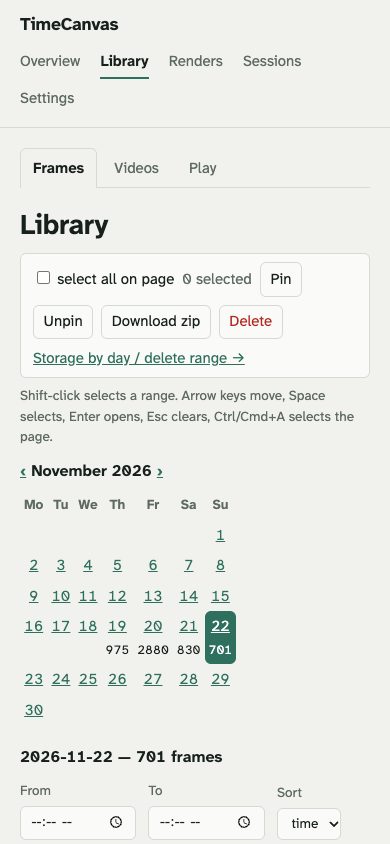 TimeCanvas
Overview Library Renders Sessions
Settings
Frames Videos Play
Library
select all on page 0 selected Pin
Unpin Download zip Delete
Storage by day / delete range →
Shift-click selects a range. Arrow keys move, Space
selects, Enter opens, Esc clears, Ctrl/Cmd+A selects the
page.
‹ November 2026 ›
Mo Tu We Th Fr Sa Su
1
2 3 4 5 6 7 8
9 10 11 12 13 14 15
16 17 18 19 20 21 22
975 2880 830 701
23 24 25 26 27 28 29
30
2026-11-22 — 701 frames
From To Sort
--:-- -- --:-- -- time